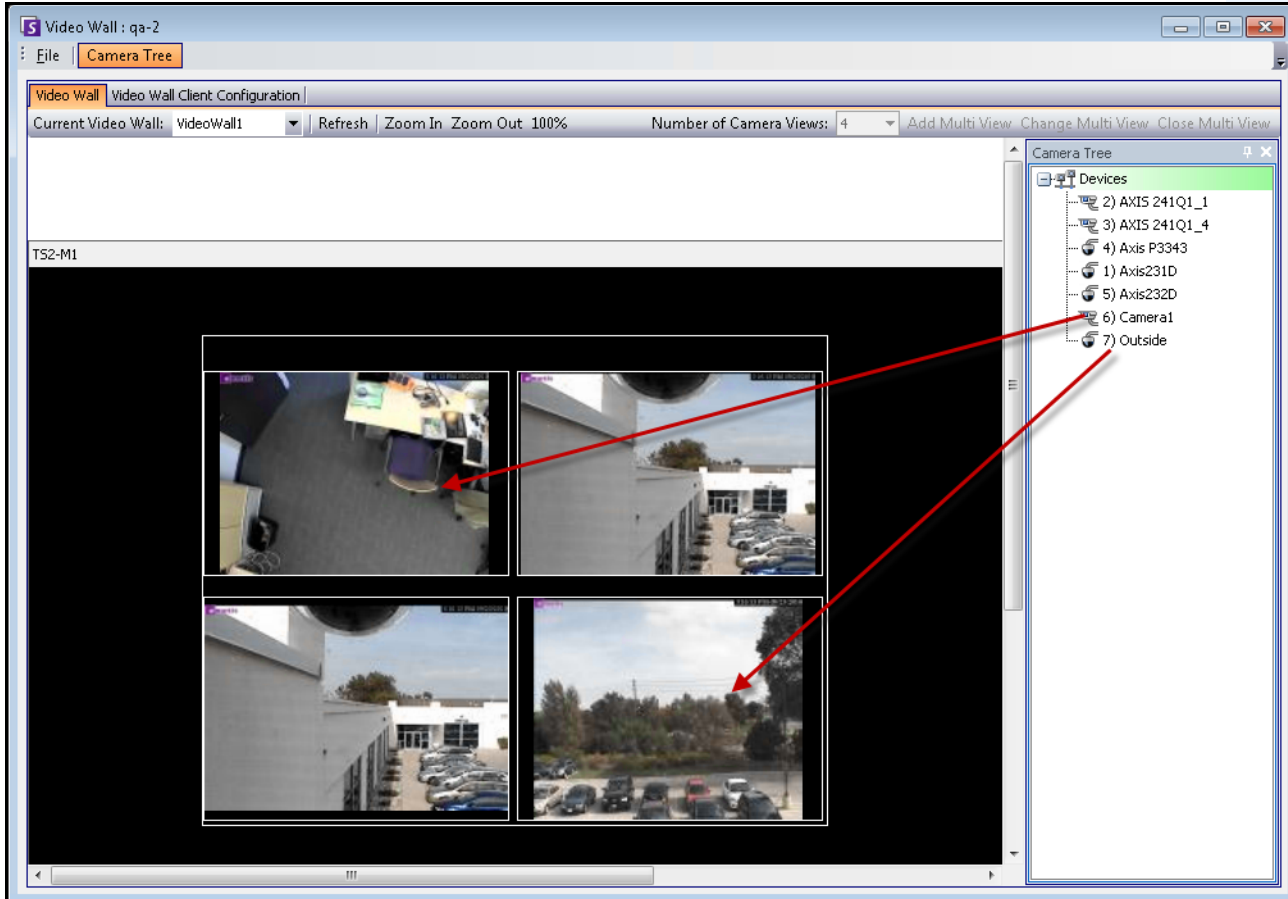 Video Wall : qa-2
File Camera Tree
Video Wall Video Wall Client Configuration
Current Video Wall: VideoWall1 Refresh Zoom In Zoom Out 100% Number of Camera Views: 4 Add Multi View Change Multi View Close Multi View
Camera Tree
Devices
2) AXIS 241Q1_1
3) AXIS 241Q1_4
4) Axis P3343
1) Axis231D
5) Axis232D
6) Camera1
7) Outside
TS2-M1